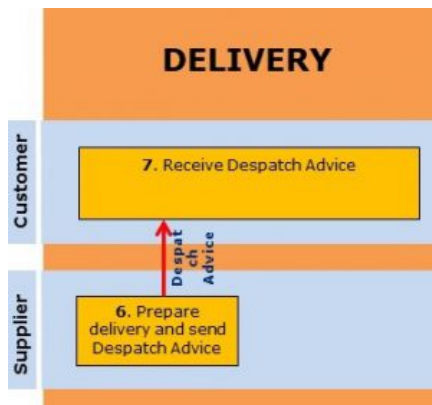 DELIVERY
Customer
7. Receive Despatch Advice
Despat
ch
Advice
Supplier
6. Prepare
delivery and send
Despatch Advice